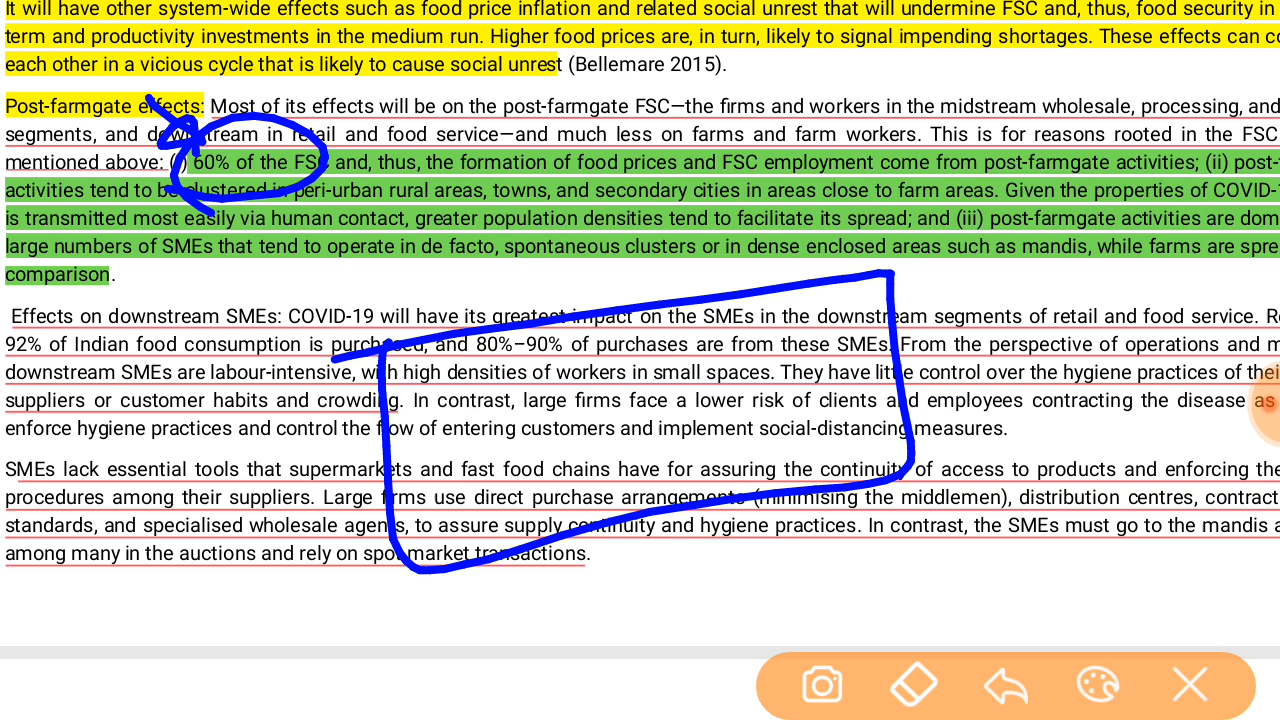 It will have other system-wide effects such as food price inflation and related social unrest that will undermine FSC and, thus, food security in
term and productivity investments in the medium run. Higher food prices are, in turn, likely to signal impending shortages. These effects can
each other in a vicious cycle that is likely to cause social unrest (Bellemare 2015).
Post-farmgate effects: Most of its effects will be on the post-farmgate FSC—the firms and workers in the midstream wholesale, processing, and
segments, and downstream in retail and food service—and much less on farms and farm workers. This is for reasons rooted in the FSC
mentioned above: (i) 60% of the FSC and, thus, the formation of food prices and FSC employment come from post-farmgate activities; (ii) post-
activities tend to be clustered in peri-urban rural areas, towns, and secondary cities in areas close to farm areas. Given the properties of COVID-
is transmitted most easily via human contact, greater population densities tend to facilitate its spread; and (iii) post-farmgate activities are dom
large numbers of SMEs that tend to operate in de facto, spontaneous clusters or in dense enclosed areas such as mandis, while farms are spre
comparison.
Effects on downstream SMEs: COVID-19 will have its greatest impact on the SMEs in the downstream segments of retail and food service. R
92% of Indian food consumption is purchased, and 80%–90% of purchases are from these SMEs. From the perspective of operations and m
downstream SMEs are labour-intensive, with high densities of workers in small spaces. They have little control over the hygiene practices of thei
suppliers or customer habits and crowding. In contrast, large firms face a lower risk of clients and employees contracting the disease as
enforce hygiene practices and control the flow of entering customers and implement social-distancing measures.
SMEs lack essential tools that supermarkets and fast food chains have for assuring the continuity of access to products and enforcing the
procedures among their suppliers. Large firms use direct purchase arrangements (minimising the middlemen), distribution centres, contract
standards, and specialised wholesale agents, to assure supply continuity and hygiene practices. In contrast, the SMEs must go to the mandis a
among many in the auctions and rely on spot market transactions.